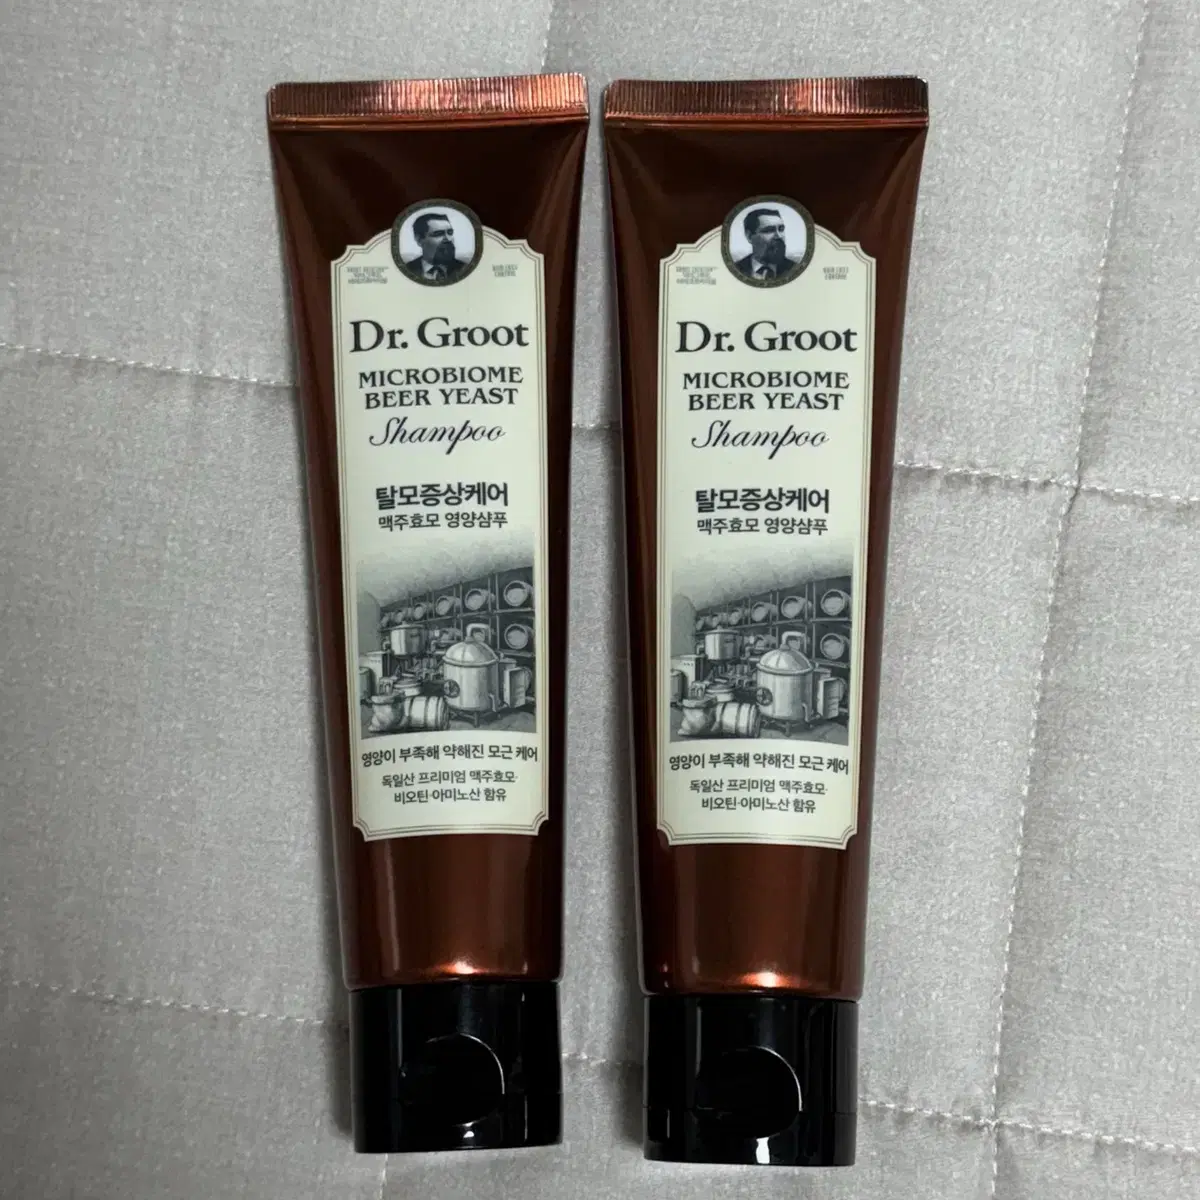 Dr. Groot
MICROBIOME
BEER YEAST
Shampoo
탈모증상케어
맥주효모 영양샴푸
영양이 부족해 약해진 모근 케어
독일산 프리미엄 맥주효모·
비오틴·아미노산 함유
Dr. Groot
MICROBIOME
BEER YEAST
Shampoo
탈모증상케어
맥주효모 영양샴푸
영양이 부족해 약해진 모근 케어
독일산 프리미엄 맥주효모·
비오틴·아미노산 함유